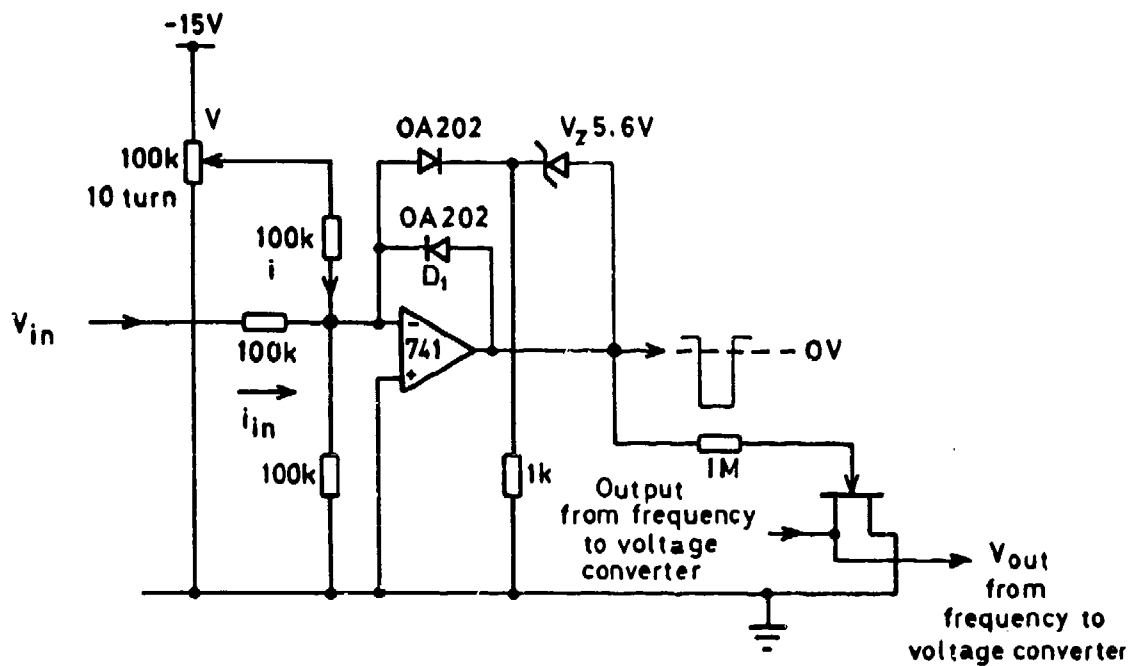 -15V
V
100k
10 turn
OA202
Vz 5.6V
100k
i
OA202
D1
Vin
100k
iin
-
741
+
0V
100k
1k
1M
Output
from frequency
to voltage
converter
Vout
from
frequency to
voltage converter